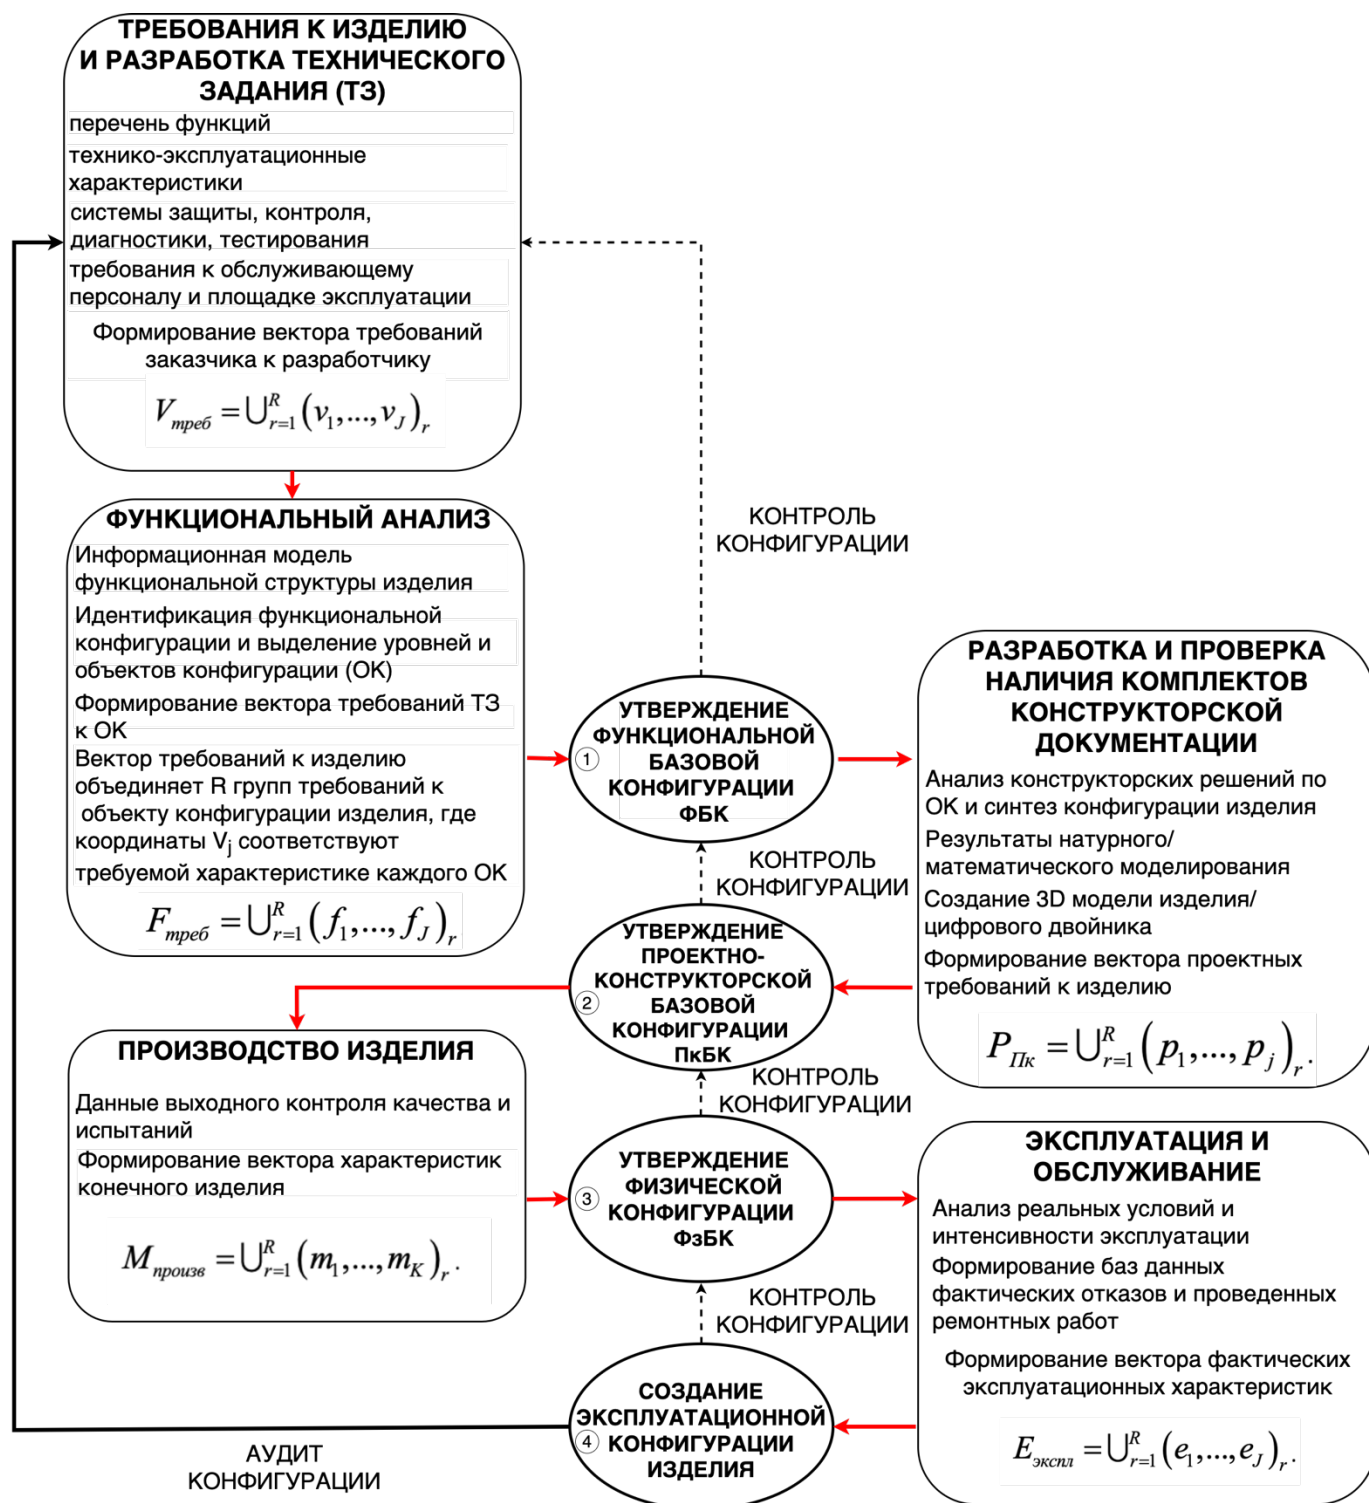 ТРЕБОВАНИЯ К ИЗДЕЛИЮ
И РАЗРАБОТКА ТЕХНИЧЕСКОГО
ЗАДАНИЯ (ТЗ)
перечень функций
технико-эксплуатационные
характеристики
системы защиты, контроля,
диагностики, тестирования
требования к обслуживающему
персоналу и площадке эксплуатации
Формирование вектора требований
заказчика к разработчику
V_треб = ⋃_{r=1}^{R} (v_1,...,v_J)_r
ФУНКЦИОНАЛЬНЫЙ АНАЛИЗ
Информационная модель
функциональной структуры изделия
Идентификация функциональной
конфигурации и выделение уровней и
объектов конфигурации (ОК)
Формирование вектора требований ТЗ
к ОК
Вектор требований к изделию
объединяет R групп требований к
объекту конфигурации изделия, где
координаты V_j соответствуют
требуемой характеристике каждого ОК
F_треб = ⋃_{r=1}^{R} (f_1,..., f_J)_r
КОНТРОЛЬ
КОНФИГУРАЦИИ
УТВЕРЖДЕНИЕ
ФУНКЦИОНАЛЬНОЙ
① БАЗОВОЙ
КОНФИГУРАЦИИ
ФБК
РАЗРАБОТКА И ПРОВЕРКА
НАЛИЧИЯ КОМПЛЕКТОВ
КОНСТРУКТОРСКОЙ
ДОКУМЕНТАЦИИ
Анализ конструкторских решений по
ОК и синтез конфигурации изделия
Результаты натурного/
математического моделирования
Создание 3D модели изделия/
цифрового двойника
Формирование вектора проектных
требований к изделию
P_Пк = ⋃_{r=1}^{R} (p_1,..., p_j)_r.
КОНТРОЛЬ
КОНФИГУРАЦИИ
УТВЕРЖДЕНИЕ
ПРОЕКТНО-
КОНСТРУКТОРСКОЙ
② БАЗОВОЙ
КОНФИГУРАЦИИ
ПкБК
ПРОИЗВОДСТВО ИЗДЕЛИЯ
Данные выходного контроля качества и
испытаний
Формирование вектора характеристик
конечного изделия
M_произв = ⋃_{r=1}^{R} (m_1,..., m_K)_r.
КОНТРОЛЬ
КОНФИГУРАЦИИ
УТВЕРЖДЕНИЕ
ФИЗИЧЕСКОЙ
③ КОНФИГУРАЦИИ
ФзБК
ЭКСПЛУАТАЦИЯ И
ОБСЛУЖИВАНИЕ
Анализ реальных условий и
интенсивности эксплуатации
Формирование баз данных
фактических отказов и проведенных
ремонтных работ
Формирование вектора фактических
эксплуатационных характеристик
E_экспл = ⋃_{r=1}^{R} (e_1,..., e_J)_r.
КОНТРОЛЬ
КОНФИГУРАЦИИ
СОЗДАНИЕ
ЭКСПЛУАТАЦИОННОЙ
④ КОНФИГУРАЦИИ
ИЗДЕЛИЯ
АУДИТ
КОНФИГУРАЦИИ